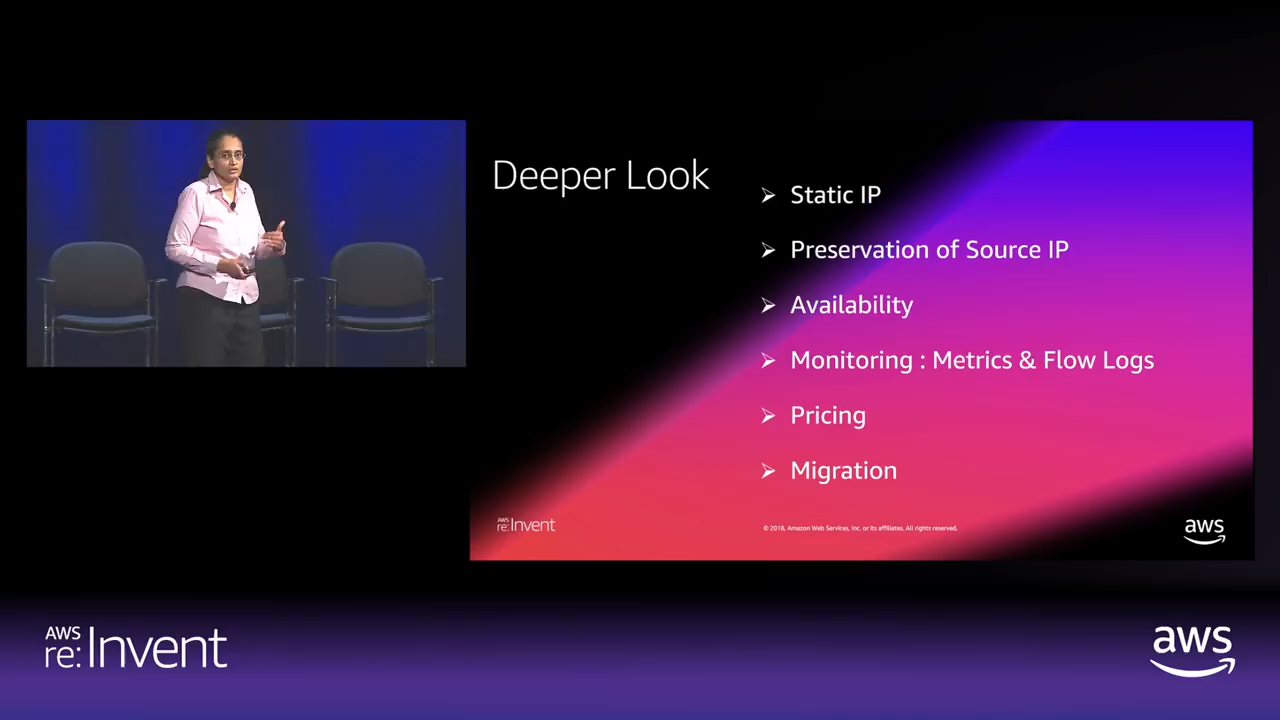 Deeper Look
➢ Static IP
➢ Preservation of Source IP
➢ Availability
➢ Monitoring : Metrics & Flow Logs
➢ Pricing
➢ Migration
AWS
re:Invent
© 2018, Amazon Web Services, Inc. or its affiliates. All rights reserved.
aws
AWS
re:Invent
aws